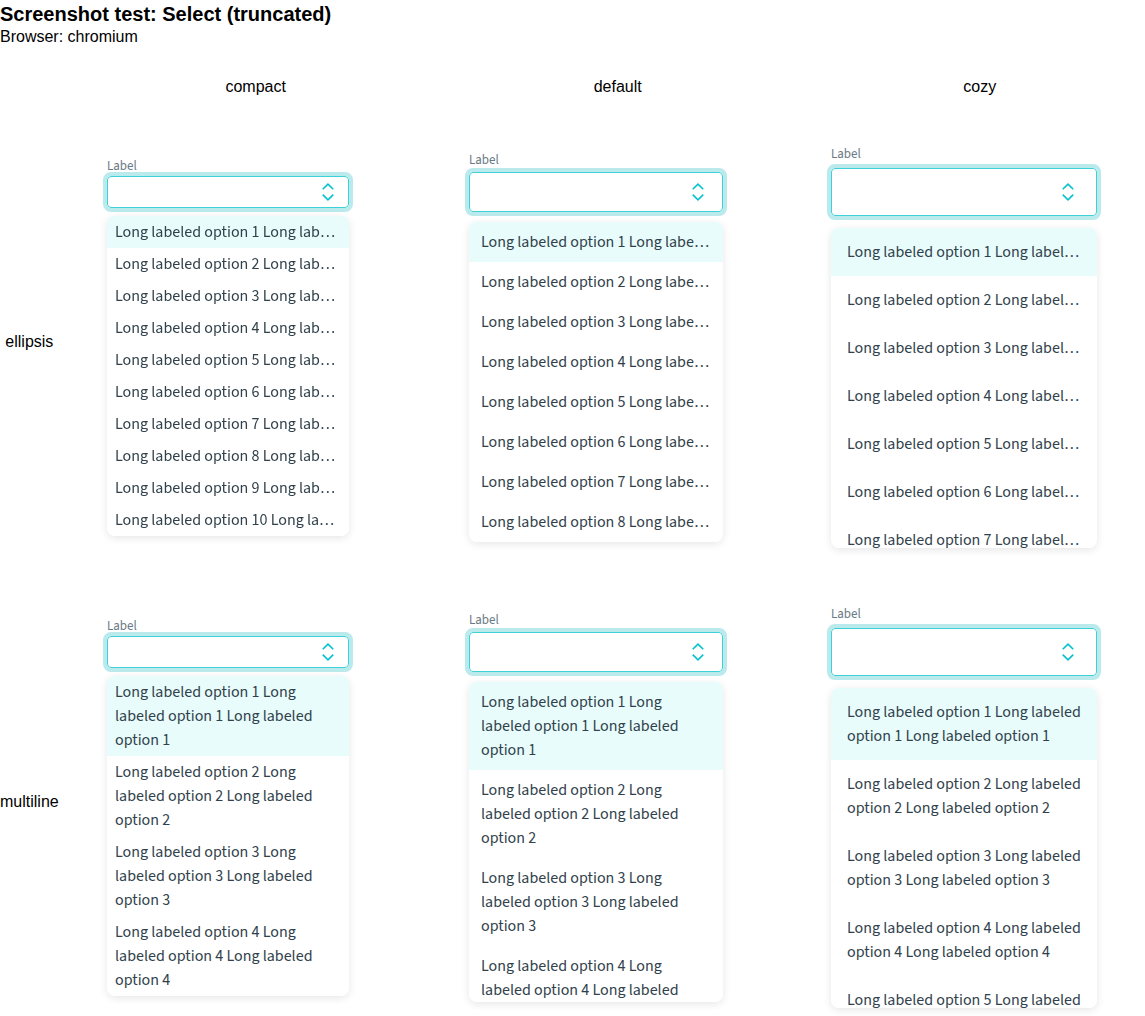 Screenshot test: Select (truncated)
Browser: chromium
compact
default
cozy
ellipsis
Label
Long labeled option 1 Long lab…
Long labeled option 2 Long lab…
Long labeled option 3 Long lab…
Long labeled option 4 Long lab…
Long labeled option 5 Long lab…
Long labeled option 6 Long lab…
Long labeled option 7 Long lab…
Long labeled option 8 Long lab…
Long labeled option 9 Long lab…
Long labeled option 10 Long la…
Label
Long labeled option 1 Long labe…
Long labeled option 2 Long labe…
Long labeled option 3 Long labe…
Long labeled option 4 Long labe…
Long labeled option 5 Long labe…
Long labeled option 6 Long labe…
Long labeled option 7 Long labe…
Long labeled option 8 Long labe…
Label
Long labeled option 1 Long label…
Long labeled option 2 Long label…
Long labeled option 3 Long label…
Long labeled option 4 Long label…
Long labeled option 5 Long label…
Long labeled option 6 Long label…
Long labeled option 7 Long label…
multiline
Label
Long labeled option 1 Long
labeled option 1 Long labeled
option 1
Long labeled option 2 Long
labeled option 2 Long labeled
option 2
Long labeled option 3 Long
labeled option 3 Long labeled
option 3
Long labeled option 4 Long
labeled option 4 Long labeled
option 4
Label
Long labeled option 1 Long
labeled option 1 Long labeled
option 1
Long labeled option 2 Long
labeled option 2 Long labeled
option 2
Long labeled option 3 Long
labeled option 3 Long labeled
option 3
Long labeled option 4 Long
labeled option 4 Long labeled
Label
Long labeled option 1 Long labeled
option 1 Long labeled option 1
Long labeled option 2 Long labeled
option 2 Long labeled option 2
Long labeled option 3 Long labeled
option 3 Long labeled option 3
Long labeled option 4 Long labeled
option 4 Long labeled option 4
Long labeled option 5 Long labeled